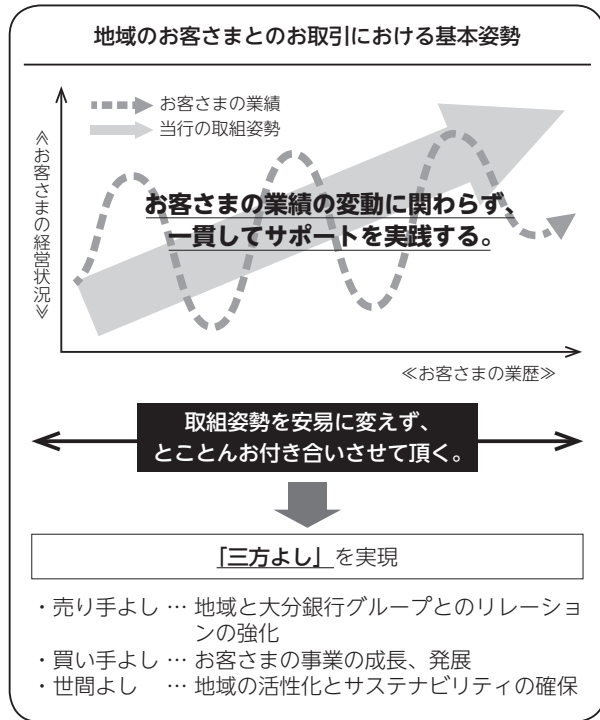 地域のお客さまとのお取引における基本姿勢
お客さまの業績
当行の取組姿勢
≪お客さまの経営状況≫
お客さまの業績の変動に関わらず、
一貫してサポートを実践する。
≪お客さまの業歴≫
取組姿勢を安易に変えず、
とことんお付き合いさせて頂く。
「三方よし」を実現
・売り手よし … 地域と大分銀行グループとのリレーショ
ンの強化
・買い手よし … お客さまの事業の成長、発展
・世間よし … 地域の活性化とサステナビリティの確保